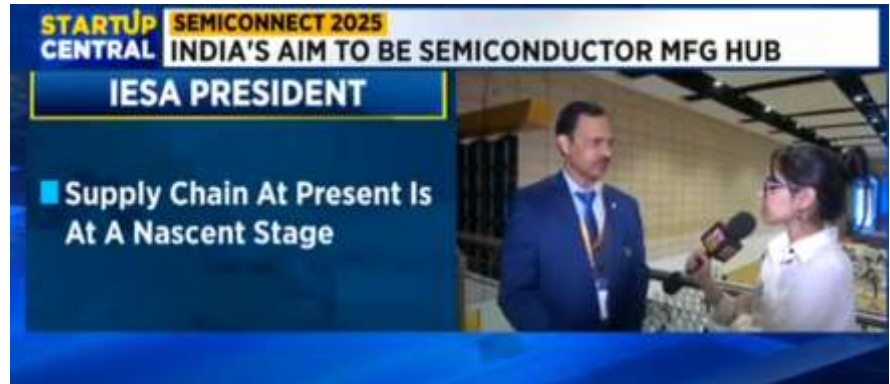 STARTUP
CENTRAL
SEMICONNECT 2025
INDIA'S AIM TO BE SEMICONDUCTOR MFG HUB
IESA PRESIDENT
Supply Chain At Present Is
At A Nascent Stage